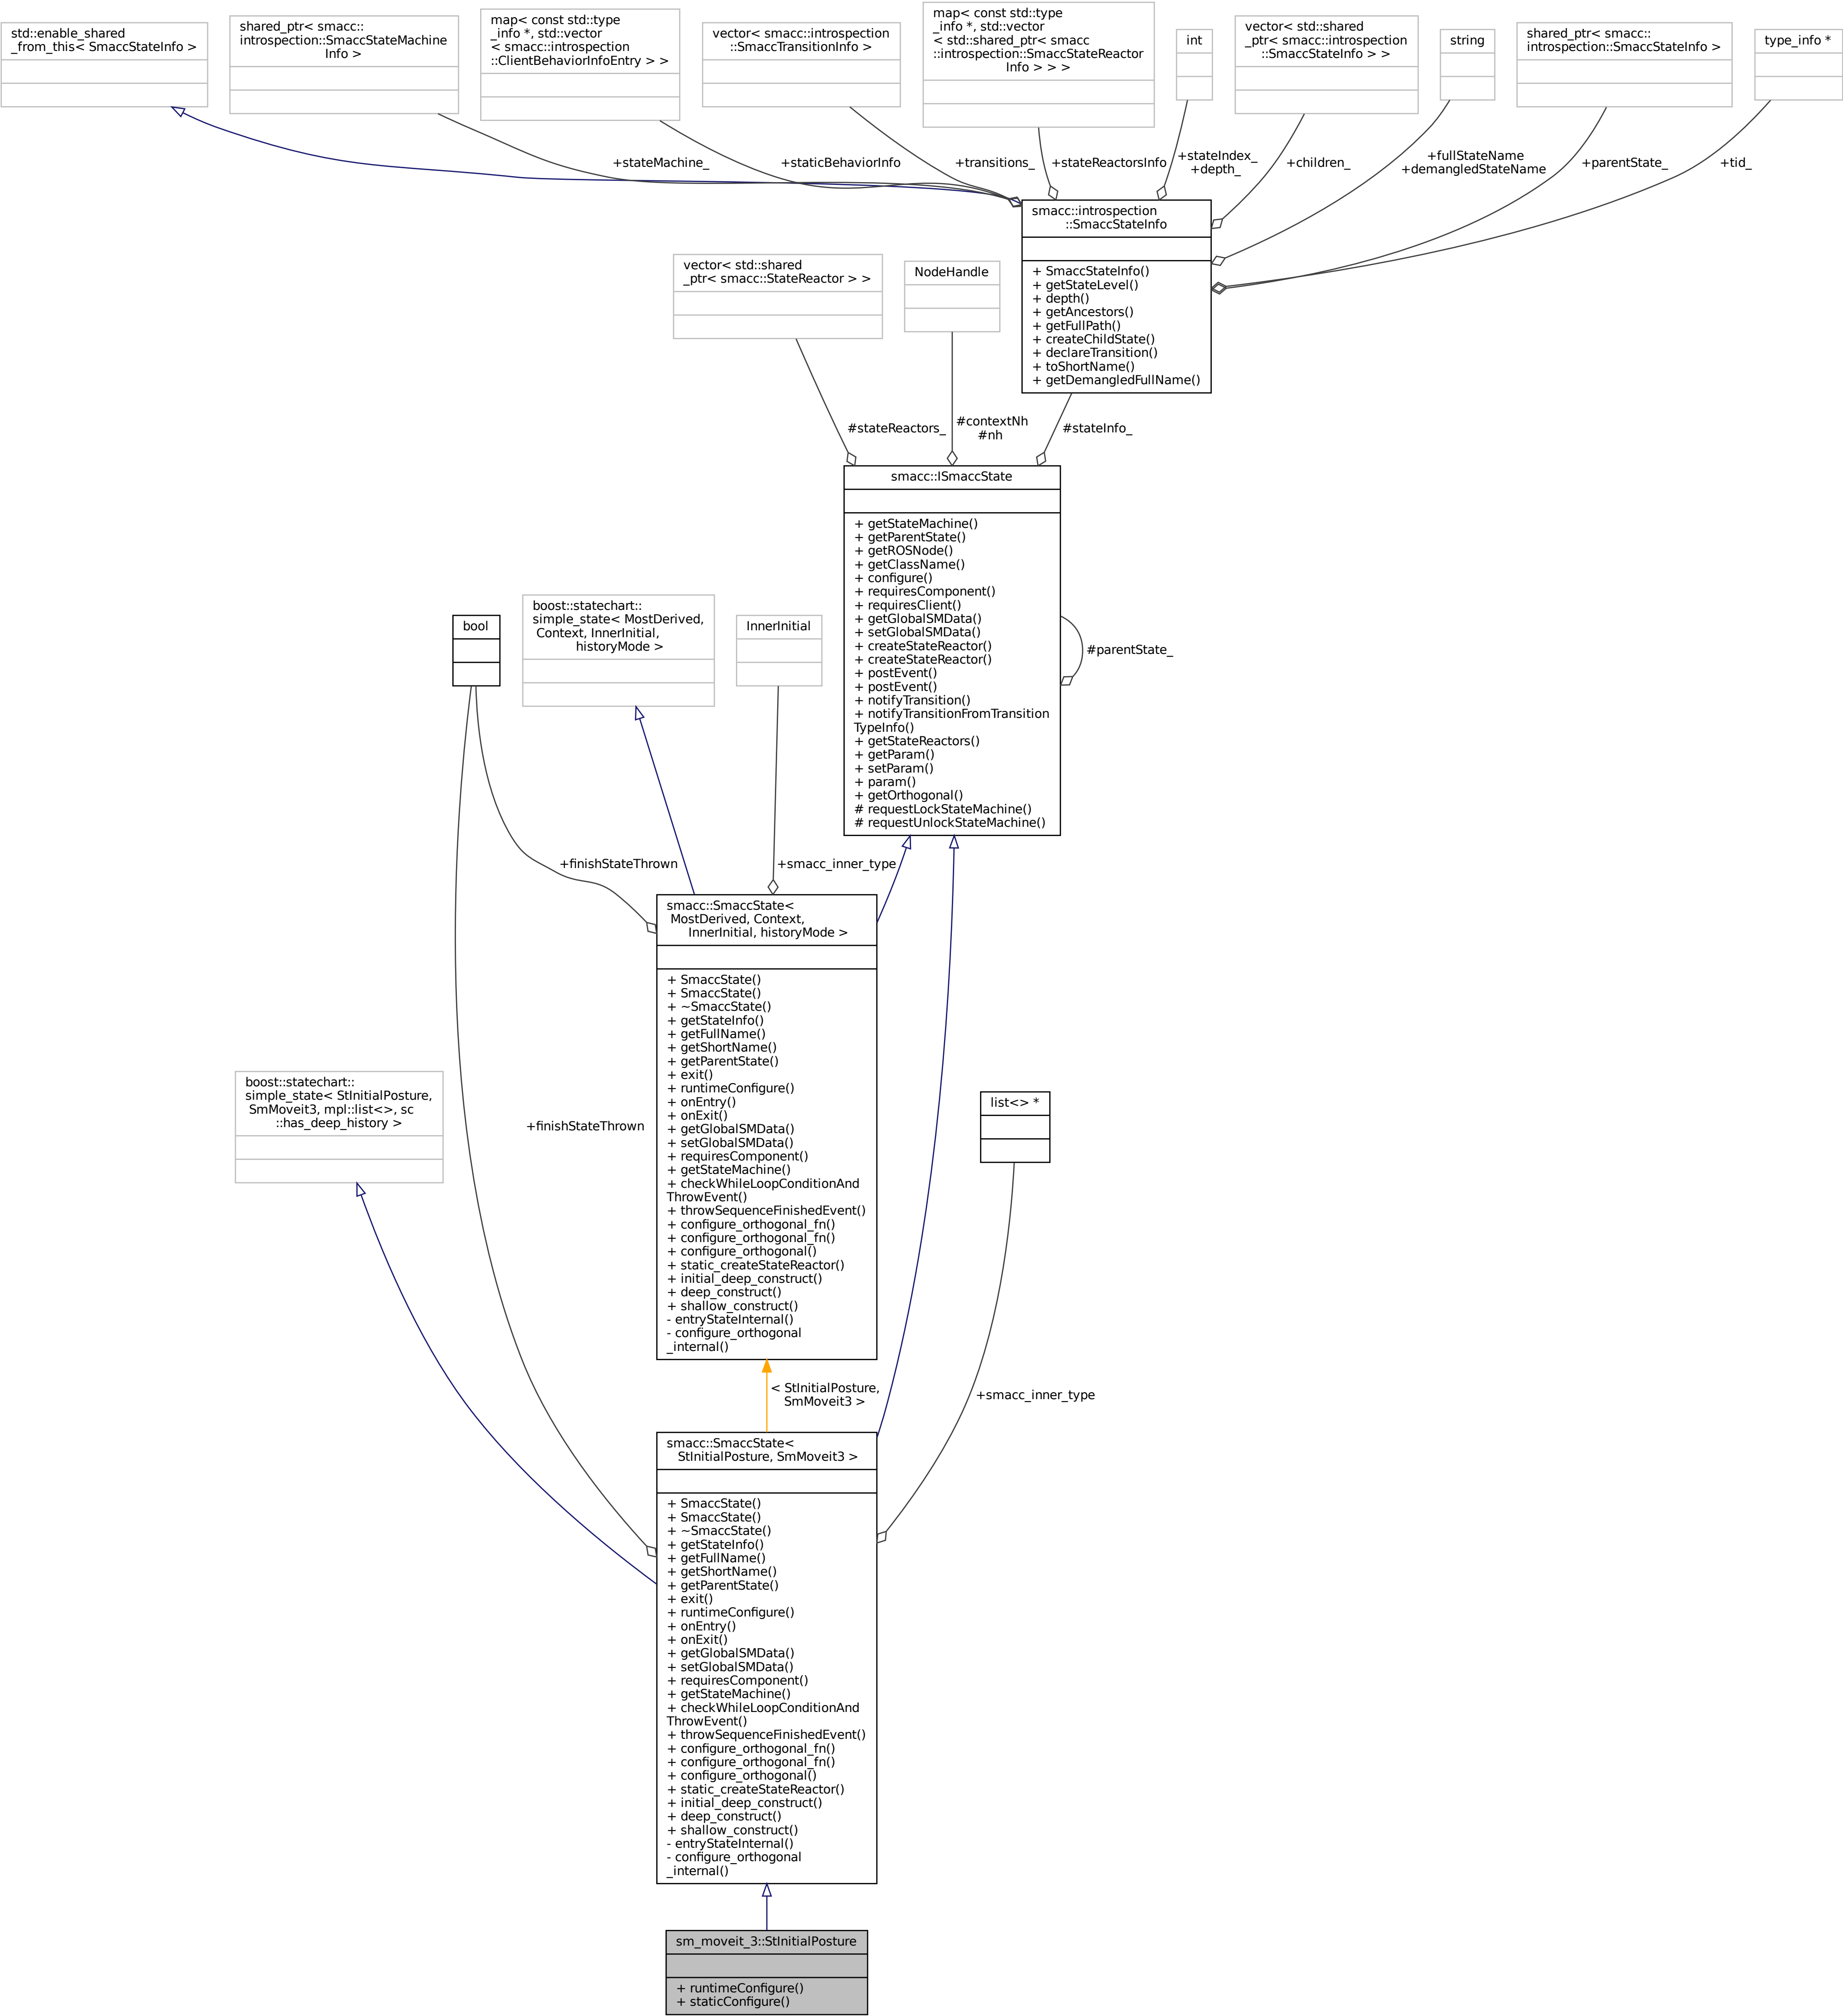 std::enable_shared
_from_this< SmaccStateInfo >
shared_ptr< smacc::
introspection::SmaccStateMachine
Info >
map< const std::type
_info *, std::vector
< smacc::introspection
::ClientBehaviorInfoEntry > >
vector< smacc::introspection
::SmaccTransitionInfo >
map< const std::type
_info *, std::vector
< std::shared_ptr< smacc
::introspection::SmaccStateReactor
Info > > >
int
vector< std::shared
_ptr< smacc::introspection
::SmaccStateInfo > >
string
shared_ptr< smacc::
introspection::SmaccStateInfo >
type_info *
+stateMachine_
+staticBehaviorInfo
+transitions_
+stateReactorsInfo
+stateIndex_
+depth_
+children_
+fullStateName
+demangledStateName
+parentState_
+tid_
smacc::introspection
::SmaccStateInfo
+ SmaccStateInfo()
+ getStateLevel()
+ depth()
+ getAncestors()
+ getFullPath()
+ createChildState()
+ declareTransition()
+ toShortName()
+ getDemangledFullName()
vector< std::shared
_ptr< smacc::StateReactor > >
NodeHandle
#stateReactors_
#contextNh
#nh
#stateInfo_
smacc::ISmaccState
+ getStateMachine()
+ getParentState()
+ getROSNode()
+ getClassName()
+ configure()
+ requiresComponent()
+ requiresClient()
+ getGlobalSMData()
+ setGlobalSMData()
+ createStateReactor()
+ createStateReactor()
+ postEvent()
+ postEvent()
+ notifyTransition()
+ notifyTransitionFromTransition
TypeInfo()
+ getStateReactors()
+ getParam()
+ setParam()
+ param()
+ getOrthogonal()
# requestLockStateMachine()
# requestUnlockStateMachine()
#parentState_
bool
boost::statechart::
simple_state< MostDerived,
Context, InnerInitial,
historyMode >
InnerInitial
+finishStateThrown
+smacc_inner_type
smacc::SmaccState<
MostDerived, Context,
InnerInitial, historyMode >
+ SmaccState()
+ SmaccState()
+ ~SmaccState()
+ getStateInfo()
+ getFullName()
+ getShortName()
+ getParentState()
+ exit()
+ runtimeConfigure()
+ onEntry()
+ onExit()
+ getGlobalSMData()
+ setGlobalSMData()
+ requiresComponent()
+ getStateMachine()
+ checkWhileLoopConditionAnd
ThrowEvent()
+ throwSequenceFinishedEvent()
+ configure_orthogonal_fn()
+ configure_orthogonal_fn()
+ configure_orthogonal()
+ static_createStateReactor()
+ initial_deep_construct()
+ deep_construct()
+ shallow_construct()
- entryStateInternal()
- configure_orthogonal
_internal()
boost::statechart::
simple_state< StInitialPosture,
SmMoveit3, mpl::list<>, sc
::has_deep_history >
+finishStateThrown
list<> *
< StInitialPosture,
SmMoveit3 >
+smacc_inner_type
smacc::SmaccState<
StInitialPosture, SmMoveit3 >
+ SmaccState()
+ SmaccState()
+ ~SmaccState()
+ getStateInfo()
+ getFullName()
+ getShortName()
+ getParentState()
+ exit()
+ runtimeConfigure()
+ onEntry()
+ onExit()
+ getGlobalSMData()
+ setGlobalSMData()
+ requiresComponent()
+ getStateMachine()
+ checkWhileLoopConditionAnd
ThrowEvent()
+ throwSequenceFinishedEvent()
+ configure_orthogonal_fn()
+ configure_orthogonal_fn()
+ configure_orthogonal()
+ static_createStateReactor()
+ initial_deep_construct()
+ deep_construct()
+ shallow_construct()
- entryStateInternal()
- configure_orthogonal
_internal()
sm_moveit_3::StInitialPosture
+ runtimeConfigure()
+ staticConfigure()